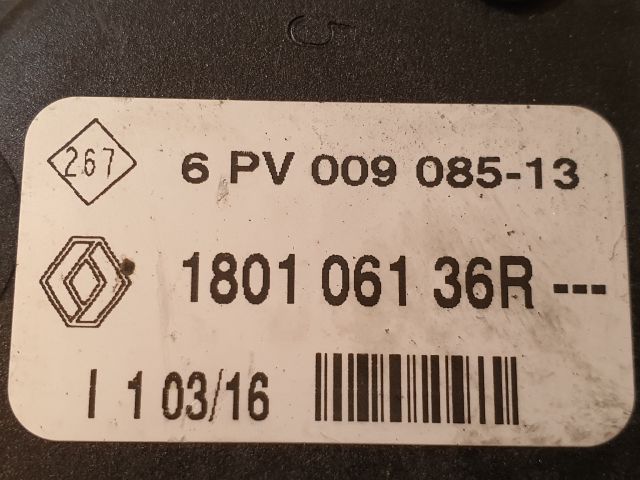 267
6 PV 009 085-13
1801 061 36R ---
I 1 03/16